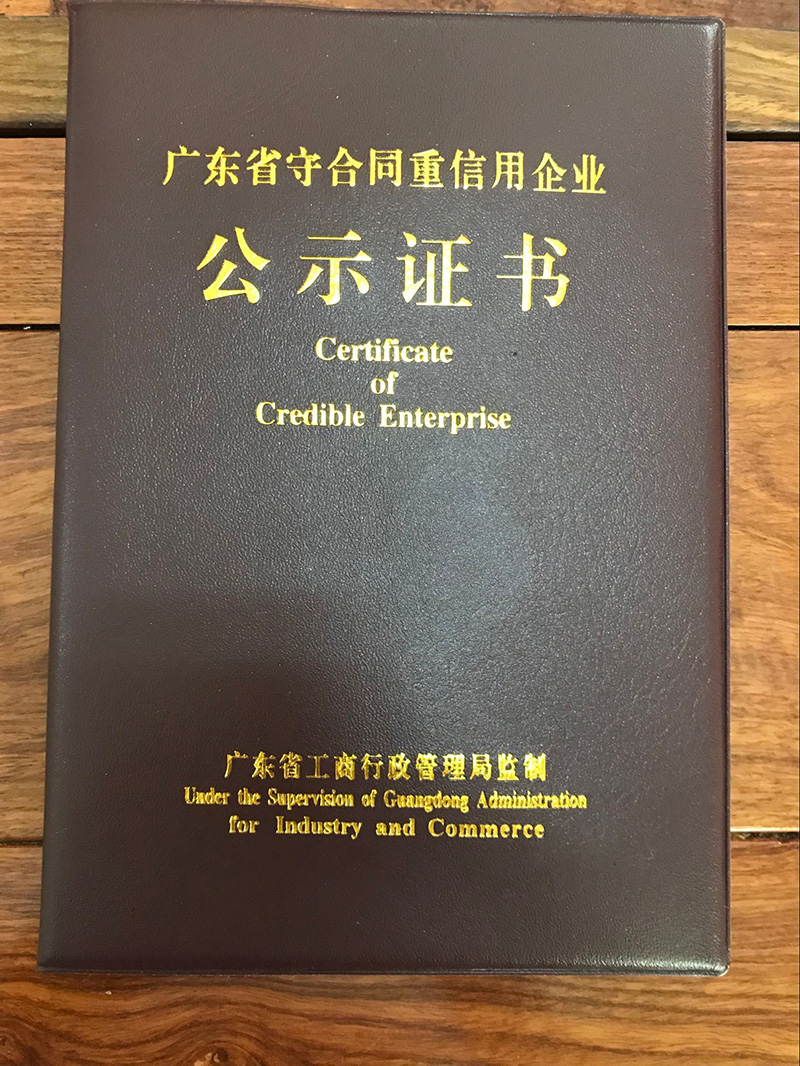 广东省守合同重信用企业
公示证书
Certificate
of
Credible Enterprise
广东省工商行政管理局监制
Under the Supervision of Guangdong Administration
for Industry and Commerce